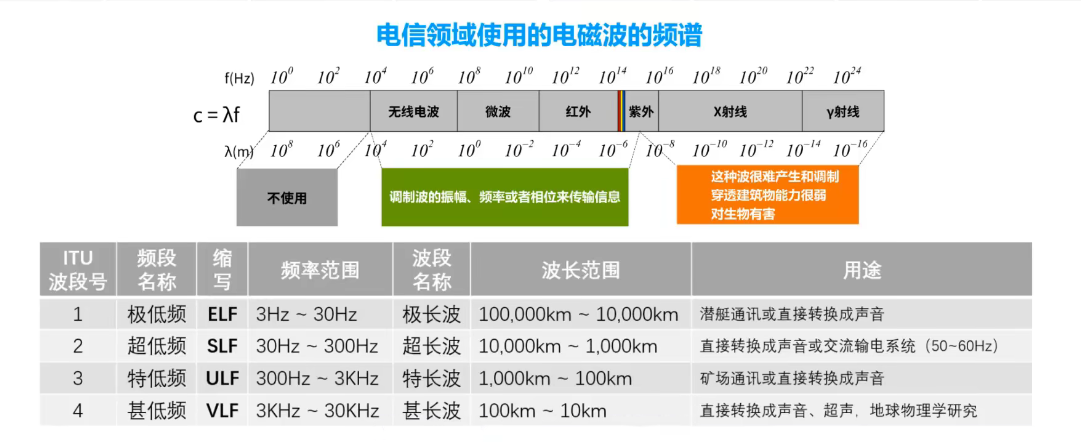 电信领域使用的电磁波的频谱
f(Hz) 10^0 10^2 10^4 10^6 10^8 10^10 10^12 10^14 10^16 10^18 10^20 10^22 10^24
c = λf 无线电波 微波 红外 紫外 X射线 γ射线
λ(m) 10^8 10^6 10^4 10^2 10^0 10^-2 10^-4 10^-6 10^-8 10^-10 10^-12 10^-14 10^-16
不使用
调制波的振幅、频率或者相位来传输信息
这种波很难产生和调制
穿透建筑物能力很弱
对生物有害
ITU 波段号 频段名称 缩写 频率范围 波段名称 波长范围 用途
1 极低频 ELF 3Hz ~ 30Hz 极长波 100,000km ~ 10,000km 潜艇通讯或直接转换成声音
2 超低频 SLF 30Hz ~ 300Hz 超长波 10,000km ~ 1,000km 直接转换成声音或交流输电系统（50~60Hz）
3 特低频 ULF 300Hz ~ 3KHz 特长波 1,000km ~ 100km 矿场通讯或直接转换成声音
4 甚低频 VLF 3KHz ~ 30KHz 甚长波 100km ~ 10km 直接转换成声音、超声，地球物理学研究